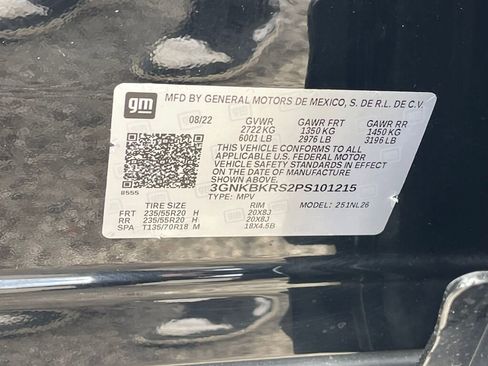 gm MFD BY GENERAL MOTORS DE MEXICO, S. DE R.L. DE C.V.
08/22 GVWR GAWR FRT GAWR RR
2722 KG 1350 KG 1450 KG
6001 LB 2976 LB 3196 LB
THIS VEHICLE CONFORMS TO ALL
APPLICABLE U.S. FEDERAL MOTOR
VEHICLE SAFETY STANDARDS IN EFFECT
ON THE DATE OF MANUFACTURE
SHOWN ABOVE.
3GNKBKRS2PS101215
8555 TYPE: MPV MODEL: 251NL26
TIRE SIZE RIM
FRT 235/55R20 H 20X8J
RR 235/55R20 H 20X8J
SPA T135/70R18 M 18X4.5B